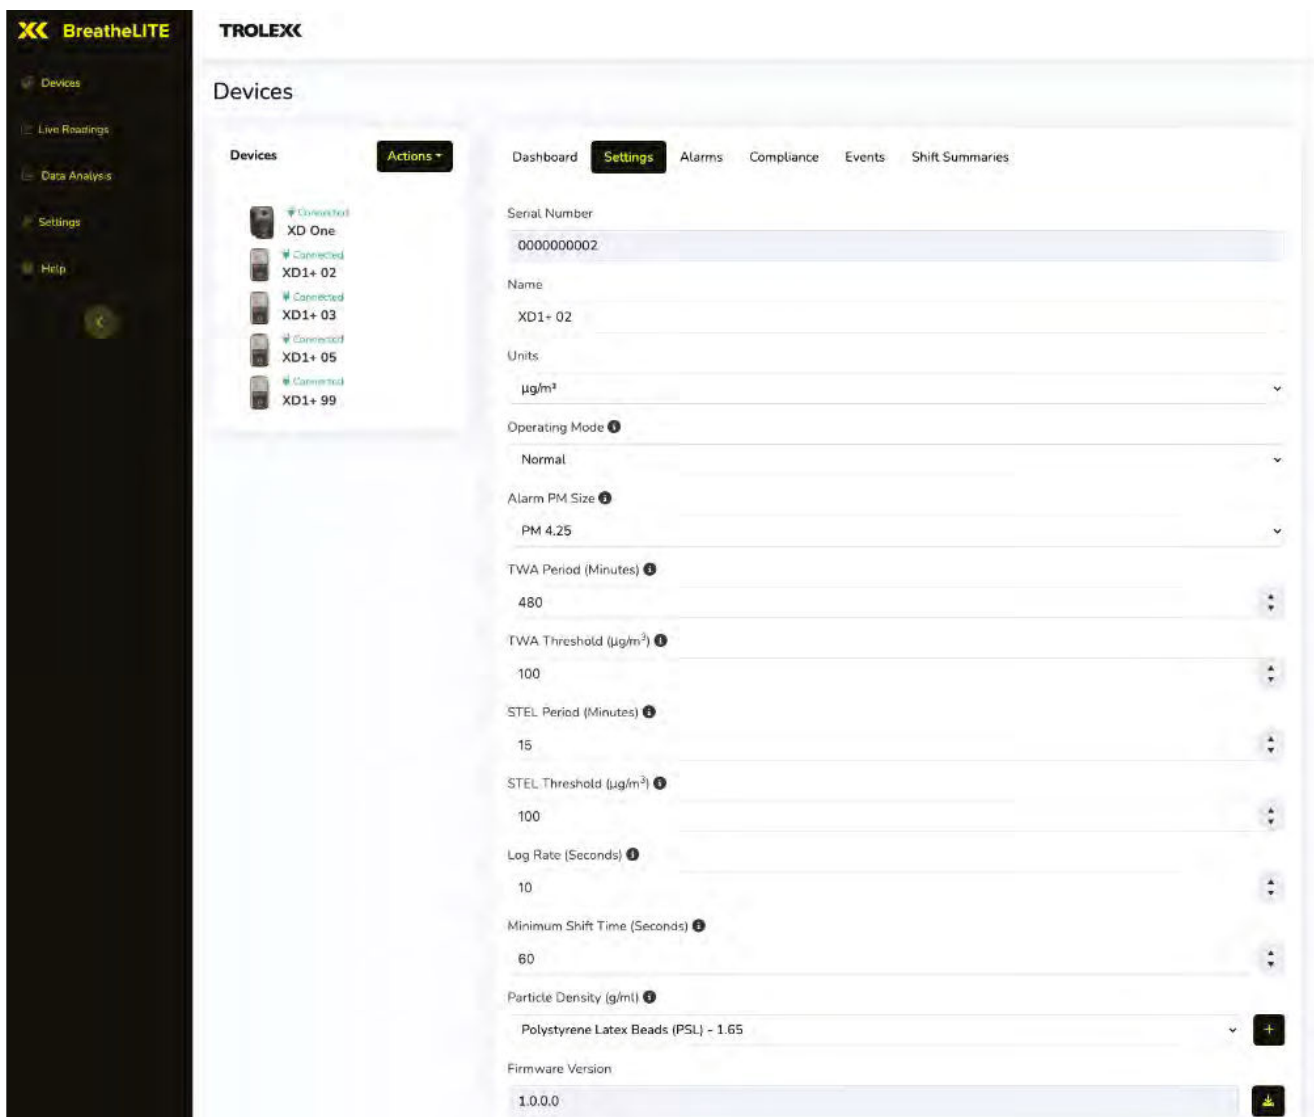 BreatheLITE
TROLEX
Devices
Live Readings
Data Analysis
Settings
Help
Devices
Devices
Actions
Connected
XD One
Connected
XD1+ 02
Connected
XD1+ 03
Connected
XD1+ 05
Connected
XD1+ 99
Dashboard Settings Alarms Compliance Events Shift Summaries
Serial Number
0000000002
Name
XD1+ 02
Units
µg/m³
Operating Mode
Normal
Alarm PM Size
PM 4.25
TWA Period (Minutes)
480
TWA Threshold (µg/m³)
100
STEL Period (Minutes)
15
STEL Threshold (µg/m³)
100
Log Rate (Seconds)
10
Minimum Shift Time (Seconds)
60
Particle Density (g/ml)
Polystyrene Latex Beads (PSL) - 1.65
+
Firmware Version
1.0.0.0